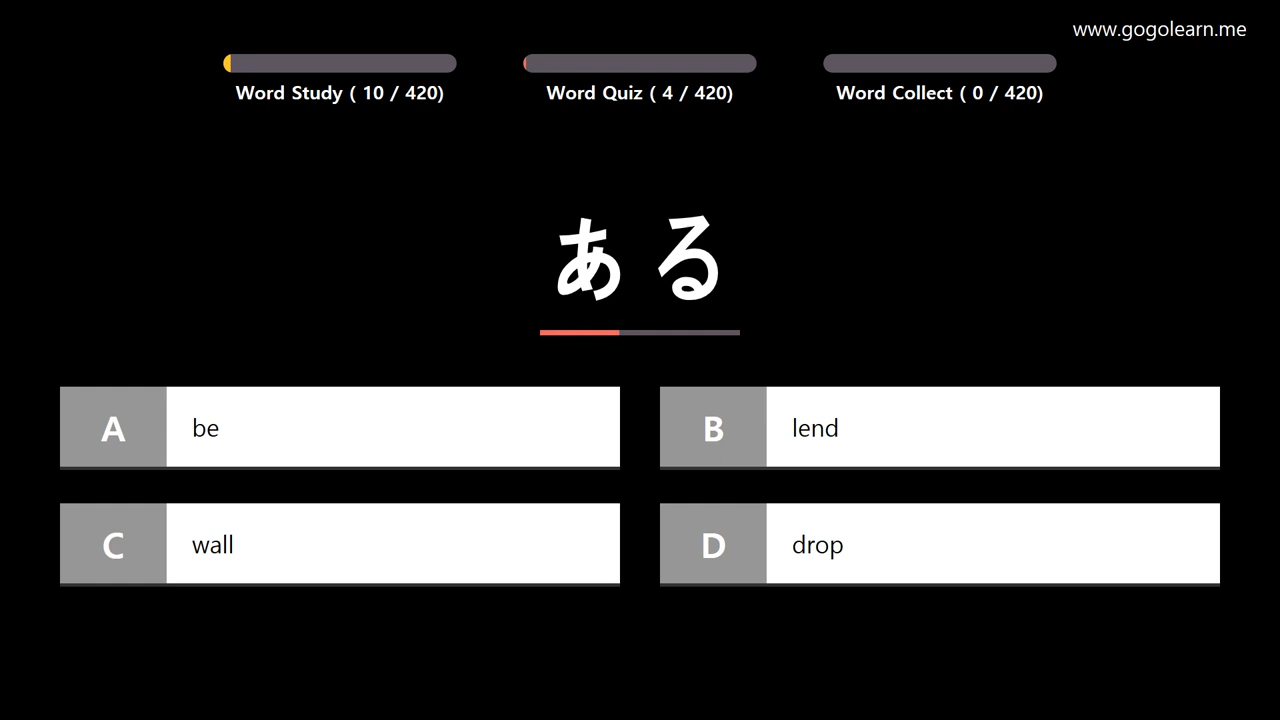 www.gogolearn.me
Word Study ( 10 / 420)
Word Quiz ( 4 / 420)
Word Collect ( 0 / 420)
ある
A be
B lend
C wall
D drop